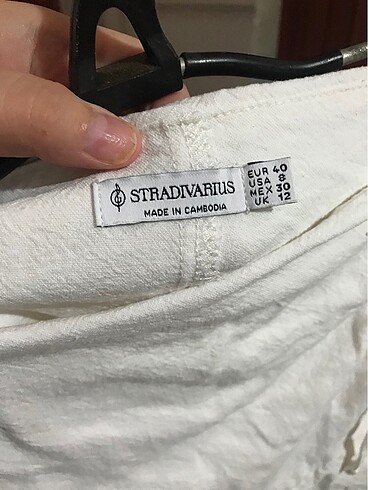 STRADIVARIUS
MADE IN CAMBODIA
EUR 40
USA 8
MEX 30
UK 12